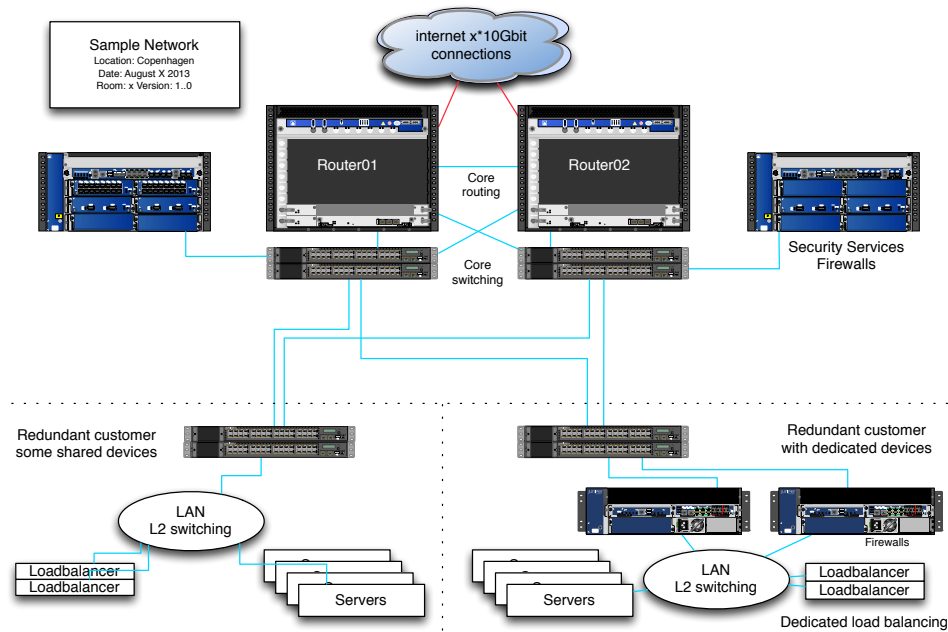 Sample Network
Location: Copenhagen
Date: August X 2013
Room: x Version: 1..0
internet x*10Gbit
connections
Router01
Router02
Core
routing
Core
switching
Security Services
Firewalls
Redundant customer
some shared devices
Redundant customer
with dedicated devices
LAN
L2 switching
Loadbalancer
Loadbalancer
Servers
Firewalls
Servers
LAN
L2 switching
Loadbalancer
Loadbalancer
Dedicated load balancing